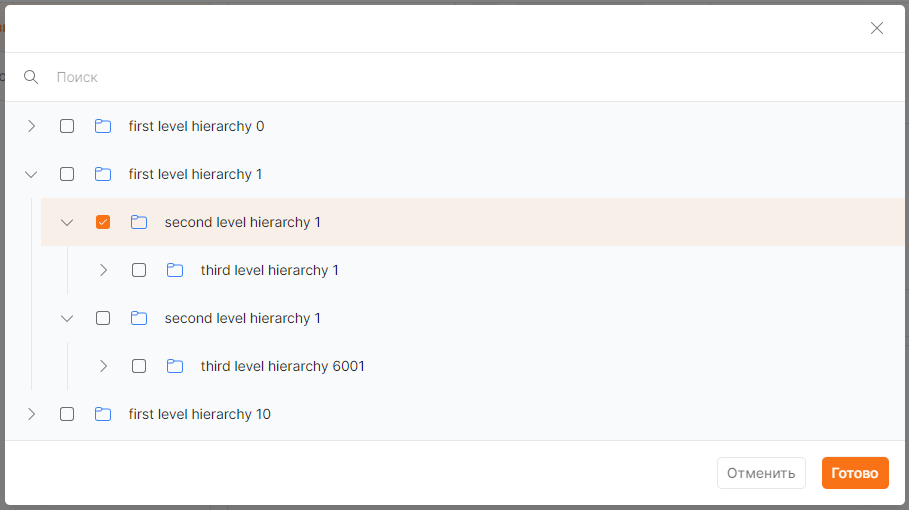 Поиск
first level hierarchy 0
first level hierarchy 1
second level hierarchy 1
third level hierarchy 1
second level hierarchy 1
third level hierarchy 6001
first level hierarchy 10
Отменить Готово